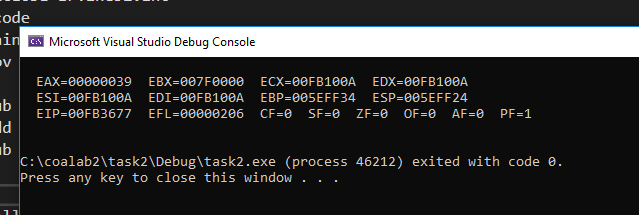 code
Microsoft Visual Studio Debug Console
EAX=00000039 EBX=007F0000 ECX=00FB100A EDX=00FB100A
ESI=00FB100A EDI=00FB100A EBP=005EFF34 ESP=005EFF24
EIP=00FB3677 EFL=00000206 CF=0 SF=0 ZF=0 OF=0 AF=0 PF=1
C:\coalab2\task2\Debug\task2.exe (process 46212) exited with code 0.
Press any key to close this window . . .